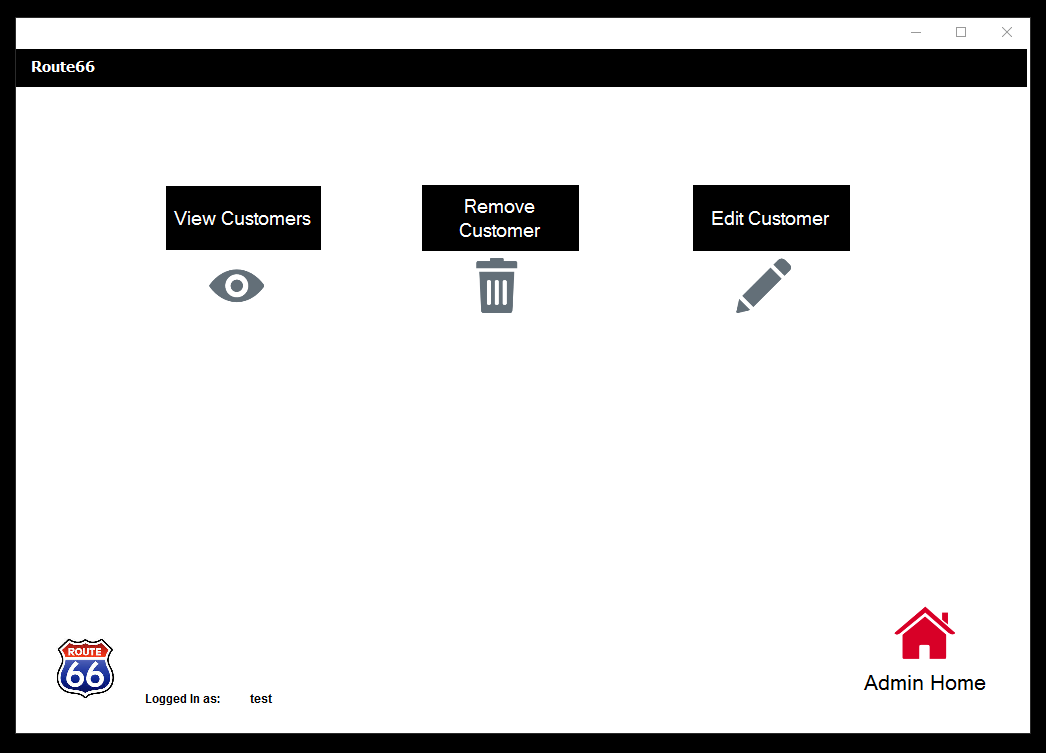 Route66
View Customers
Remove
Customer
Edit Customer
ROUTE
66
Logged In as: test
Admin Home